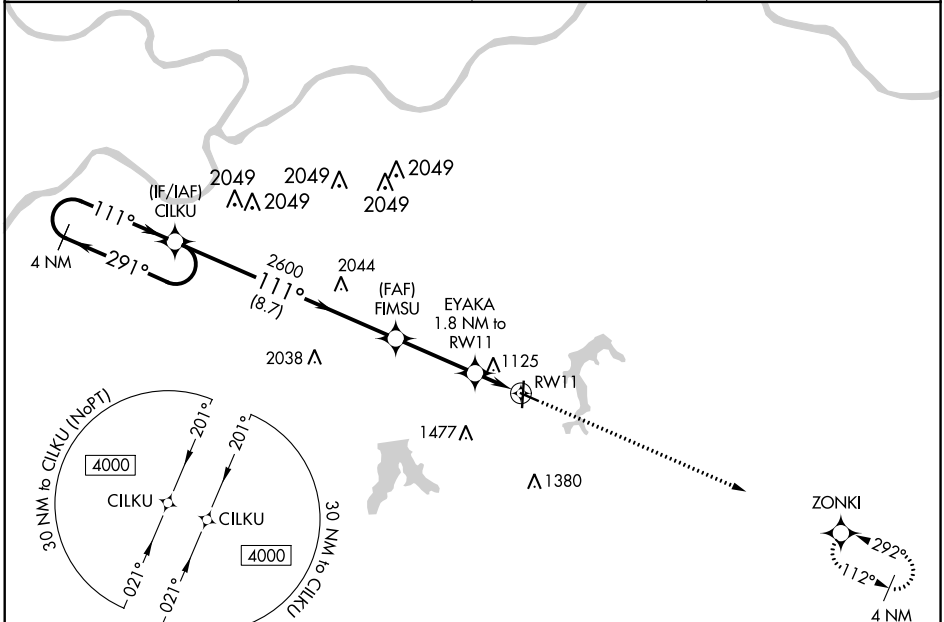 2049
2049
2049
2049
2049
(IF/IAF)
CILKU
111°
291°
4 NM
2600
111°
(8.7)
2044
(FAF)
FIMSU
EYAKA
1.8 NM to
RW11
1125
RW11
2038
1477
1380
30 NM to CILKU (NoPT)
4000
CILKU
201°
021°
201°
CILKU
4000
021°
30 NM to CILKU
ZONKI
292°
112°
4 NM